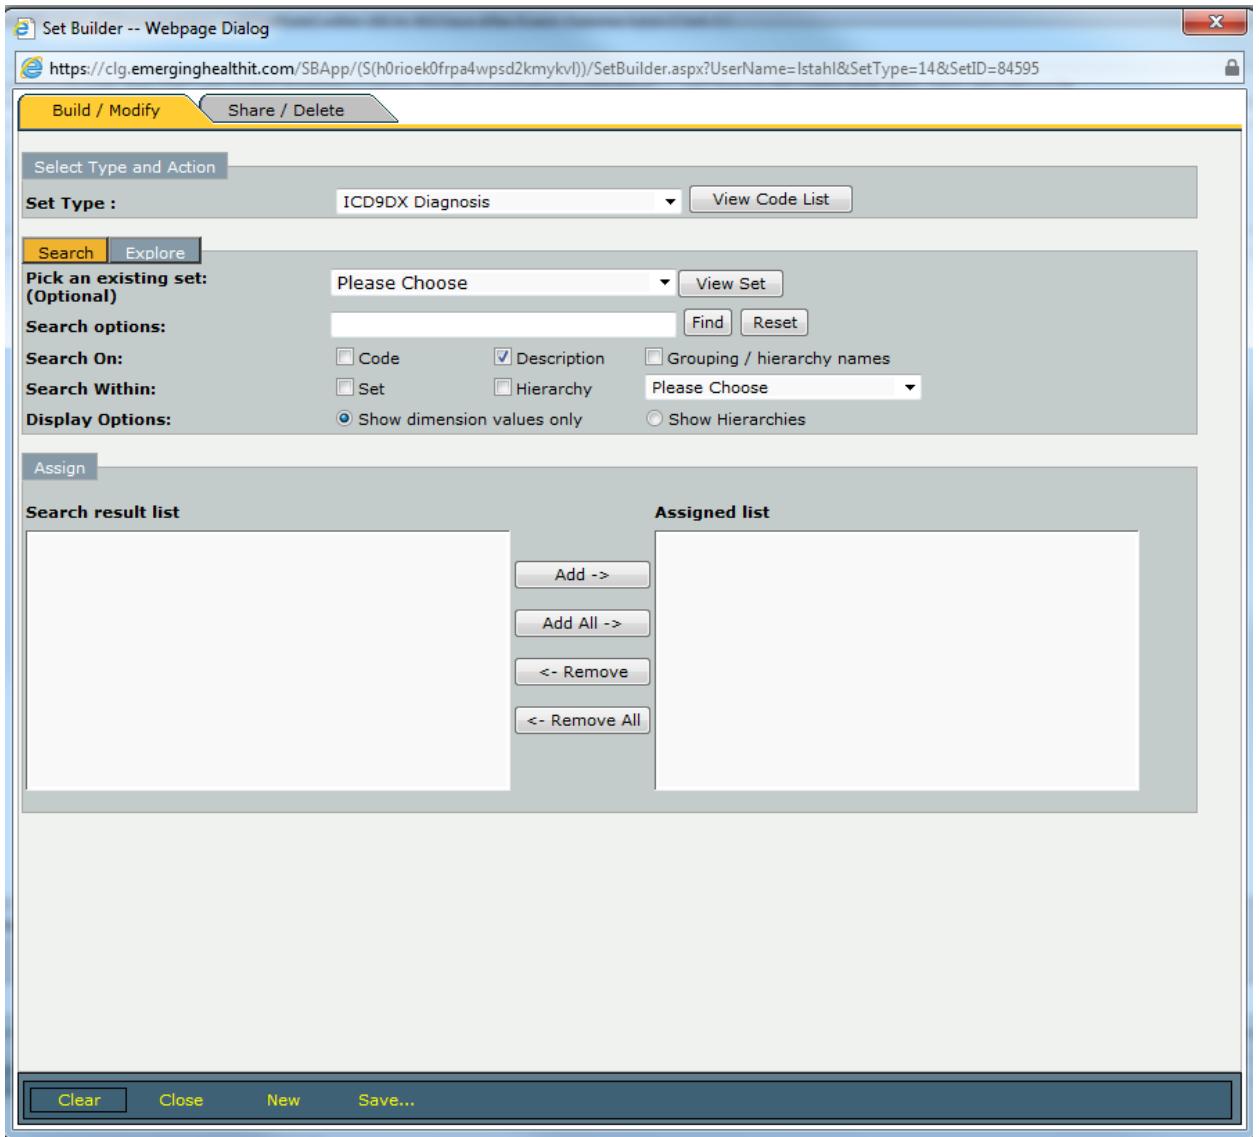 Set Builder -- Webpage Dialog
x
https://clg.emerginghealthit.com/SBApp/(S(h0rioek0frpa4wpsd2kmykvl))/SetBuilder.aspx?UserName=lstahl&SetType=14&SetID=84595
Build / Modify Share / Delete
Select Type and Action
Set Type : ICD9DX Diagnosis View Code List
Search Explore
Pick an existing set: Please Choose View Set
(Optional)
Search options: Find Reset
Search On: Code Description Grouping / hierarchy names
Search Within: Set Hierarchy Please Choose
Display Options: Show dimension values only Show Hierarchies
Assign
Search result list Assigned list
Add ->
Add All ->
<- Remove
<- Remove All
Clear Close New Save...